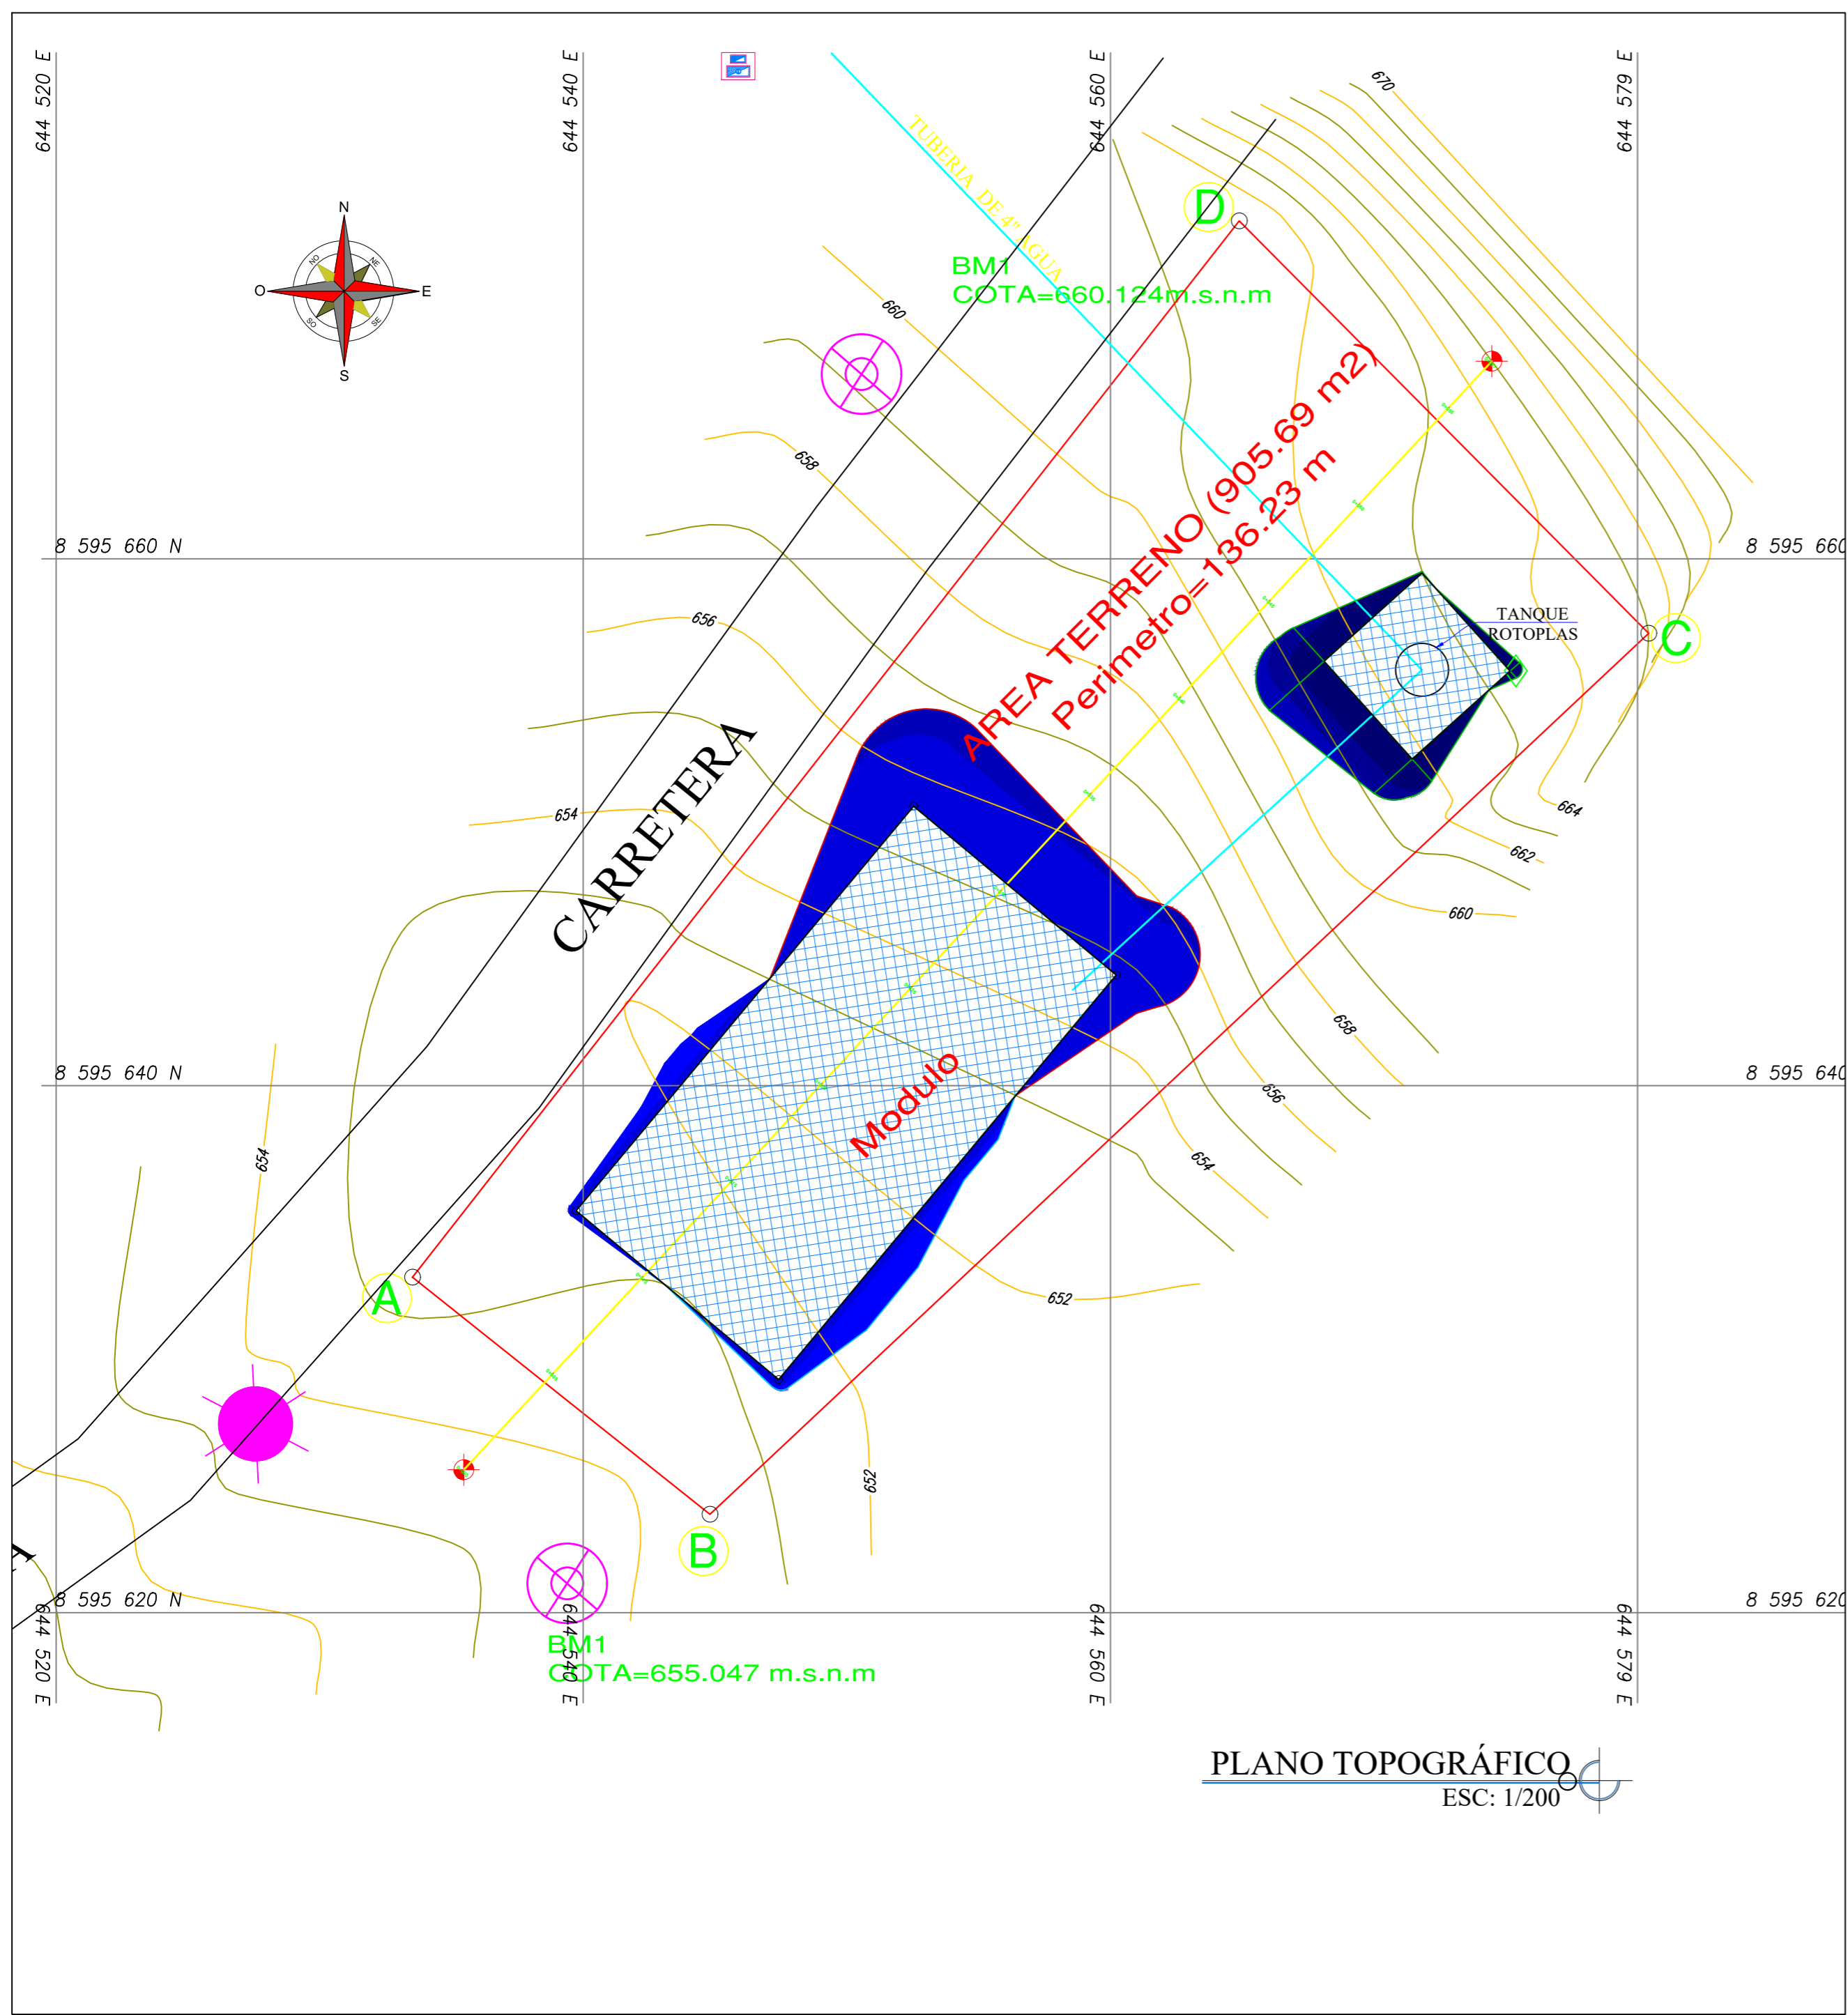 644 520 E
644 540 E
644 560 E
644 579 E
670
TUBERIA DE 4" AGUA
D
N
NO
NE
O
E
SO
SE
S
BM1
COTA=660.124m.s.n.m
660
658
AREA TERRENO (905.69 m2)
Perimetro=136.23 m
8 595 660 N
8 595 660
656
TANQUE
ROTOPLAS
C
CARRETERA
654
664
662
660
658
8 595 640 N
8 595 640
Modulo
656
654
654
652
A
652
B
A
8 595 620 N
8 595 620
BM1
COTA=655.047 m.s.n.m
644 520 E
644 540 E
644 560 E
644 579 E
PLANO TOPOGRÁFICO
ESC: 1/200